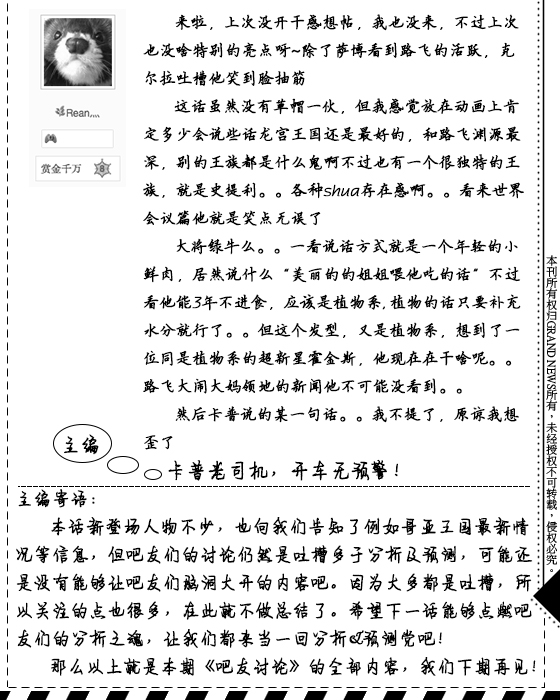 来啦，上次没开千感想帖，我也没来，不过上次
也没啥特别的亮点呀~除了萨博看到路飞的活跃，克
尔拉吐槽他笑到脸抽筋
Rean灬
这话虽然没有草帽一伙，但我感觉放在动画上肯
定多少会说些话龙宫王国还是最好的，和路飞渊源最
深，别的王族都是什么鬼啊不过也有一个很独特的王
赏金千万 8
族，就是史提利。。各种shua存在感啊。。看来世界
会议篇他就是笑点无误了
大将绿牛么。。一看说话方式就是一个年轻的小
鲜肉，居然说什么“美丽的的姐姐喂他吃的话”不过
看他能3年不进食，应该是植物系,植物的话只要补充
水分就行了。。但这个发型，又是植物系，想到了一
位同是植物系的超新星霍金斯，他现在在干啥呢。。
路飞大闹大妈领地的新闻他不可能没看到。。
然后卡普说的某一句话。。我不提了，原谅我想
歪了
主编
卡普老司机，开车无预警！
主编寄语：
本话新登场人物不少，也向我们告知了例如哥亚王国最新情
况等信息，但吧友们的讨论仍然是吐槽多于分析及预测，可能还
是没有能够让吧友们脑洞大开的内容吧。因为大多都是吐槽，所
以关注的点也很多，在此就不做总结了。希望下一话能够点燃吧
友们的分析之魂，让我们都来当一回分析&预测党吧！
那么以上就是本期《吧友讨论》的全部内容，我们下期再见！
本刊所有权归GRAND NEWS所有，未经授权不可转载，侵权必究。